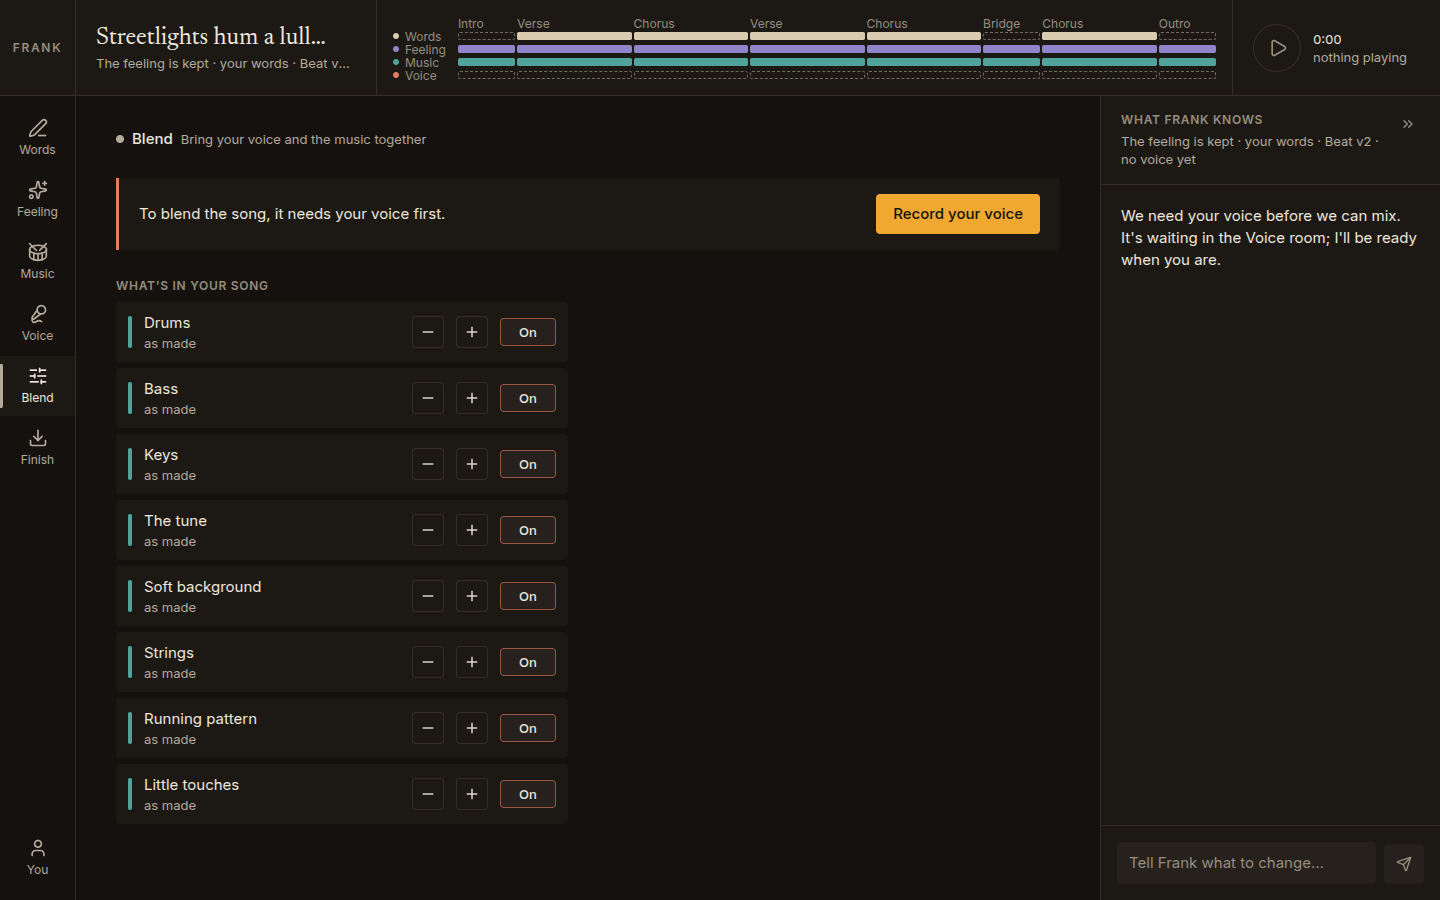 FRANK
Streetlights hum a lull...
The feeling is kept · your words · Beat v...
Intro Verse Chorus Verse Chorus Bridge Chorus Outro
Words
Feeling
Music
Voice
0:00
nothing playing
Words
Feeling
Music
Voice
Blend
Finish
You
Blend Bring your voice and the music together
To blend the song, it needs your voice first.
Record your voice
WHAT'S IN YOUR SONG
Drums
as made
On
Bass
as made
On
Keys
as made
On
The tune
as made
On
Soft background
as made
On
Strings
as made
On
Running pattern
as made
On
Little touches
as made
On
WHAT FRANK KNOWS
The feeling is kept · your words · Beat v2 ·
no voice yet
We need your voice before we can mix.
It's waiting in the Voice room; I'll be ready
when you are.
Tell Frank what to change...